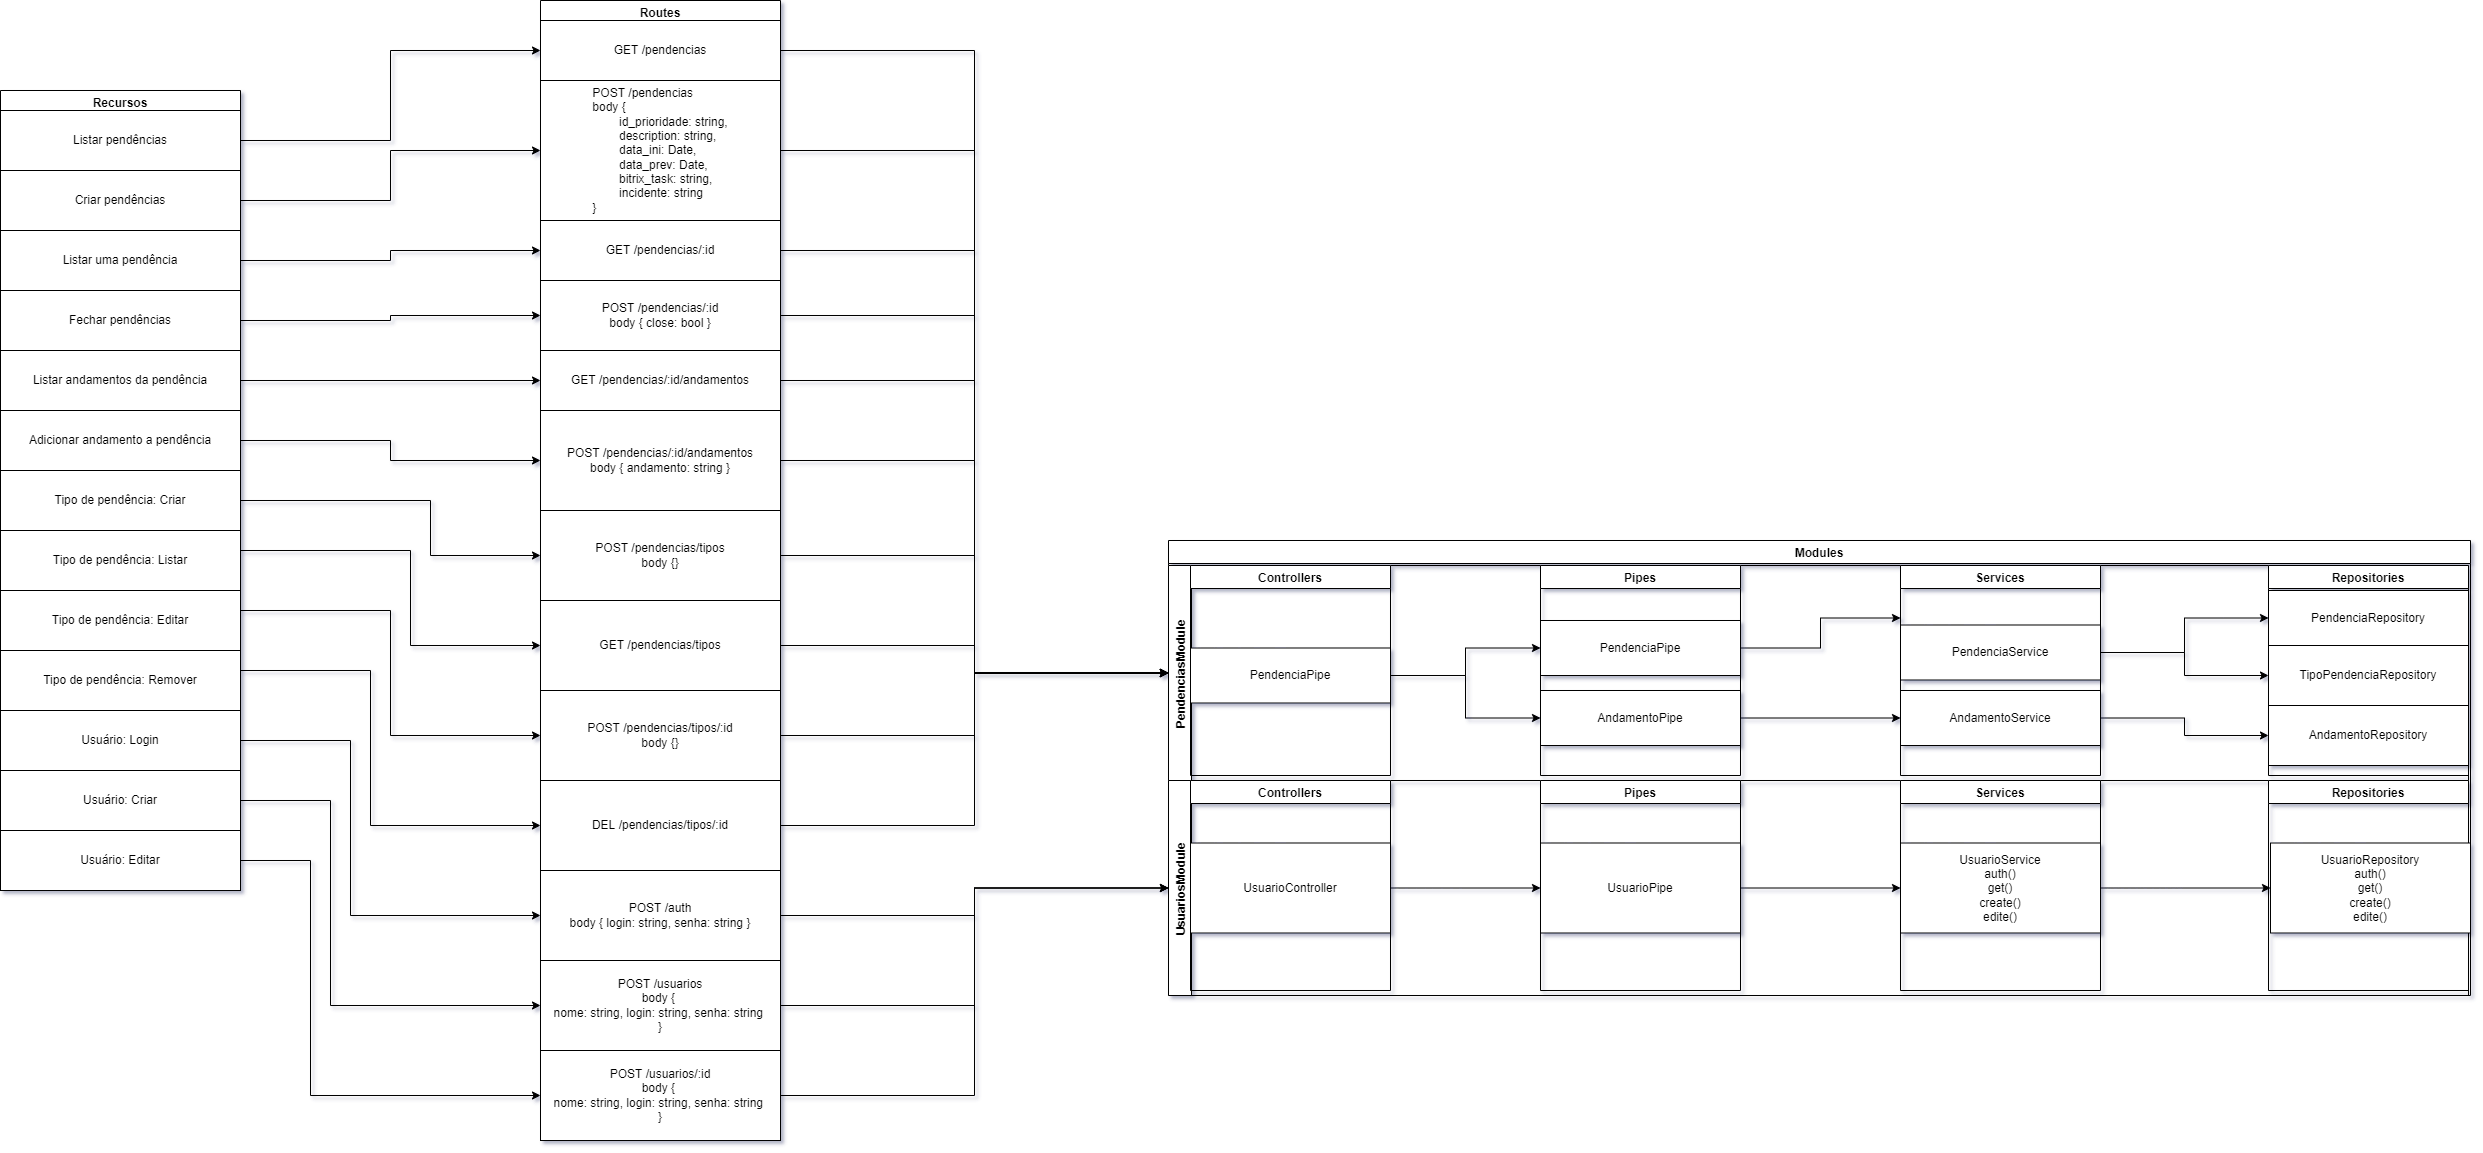 Recursos
Listar pendências
Criar pendências
Listar uma pendência
Fechar pendências
Listar andamentos da pendência
Adicionar andamento a pendência
Tipo de pendência: Criar
Tipo de pendência: Listar
Tipo de pendência: Editar
Tipo de pendência: Remover
Usuário: Login
Usuário: Criar
Usuário: Editar
Routes
GET /pendencias
POST /pendencias
body {
id_prioridade: string,
description: string,
data_ini: Date,
data_prev: Date,
bitrix_task: string,
incidente: string
}
GET /pendencias/:id
POST /pendencias/:id
body { close: bool }
GET /pendencias/:id/andamentos
POST /pendencias/:id/andamentos
body { andamento: string }
POST /pendencias/tipos
body {}
GET /pendencias/tipos
POST /pendencias/tipos/:id
body {}
DEL /pendencias/tipos/:id
POST /auth
body { login: string, senha: string }
POST /usuarios
body {
nome: string, login: string, senha: string
}
POST /usuarios/:id
body {
nome: string, login: string, senha: string
}
Modules
PendenciasModule
Controllers
PendenciaPipe
Pipes
PendenciaPipe
AndamentoPipe
Services
PendenciaService
AndamentoService
Repositories
PendenciaRepository
TipoPendenciaRepository
AndamentoRepository
UsuariosModule
Controllers
UsuarioController
Pipes
UsuarioPipe
Services
UsuarioService
auth()
get()
create()
edite()
Repositories
UsuarioRepository
auth()
get()
create()
edite()